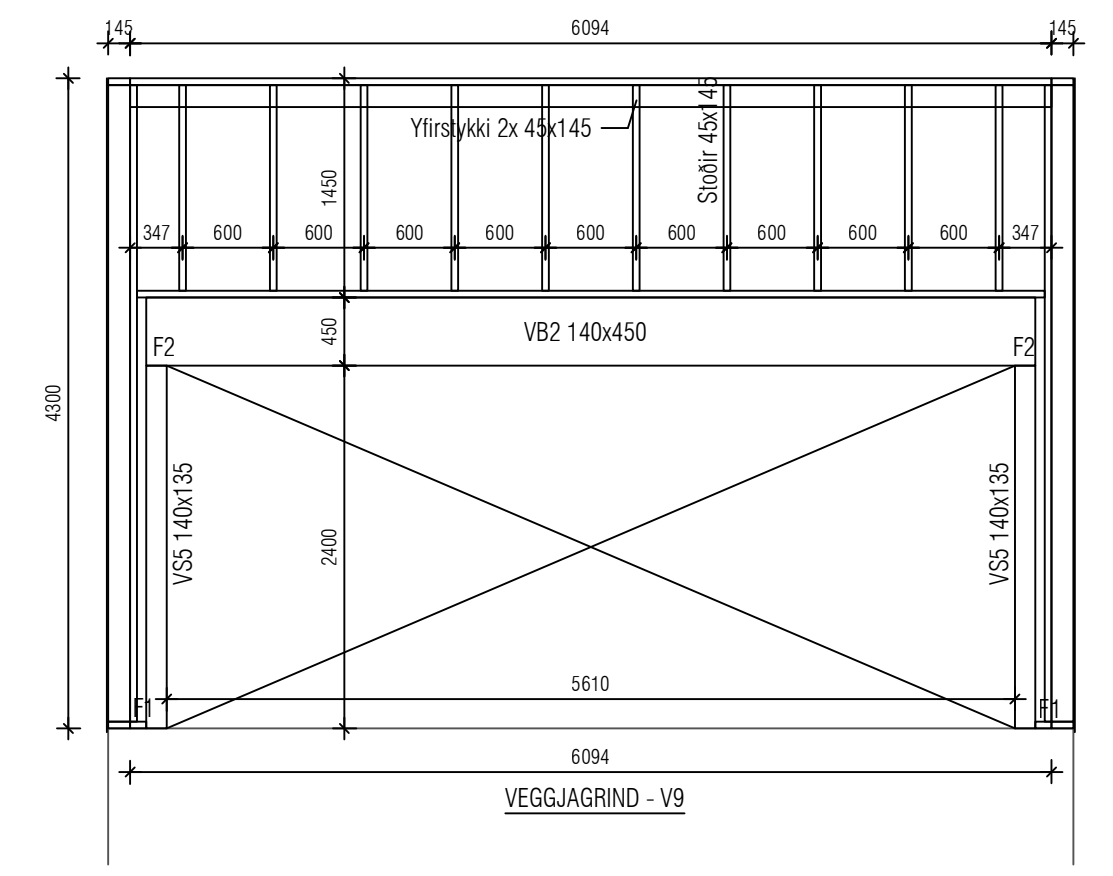 145 6094 145
Yfirstykki 2x 45x145
Stoðir 45x145
1450
347 600 600 600 600 600 600 600 600 600 347
450
VB2 140x450
F2 F2
4300
VS5 140x135
2400
VS5 140x135
5610
F1 F1
6094
VEGGJAGRIND - V9